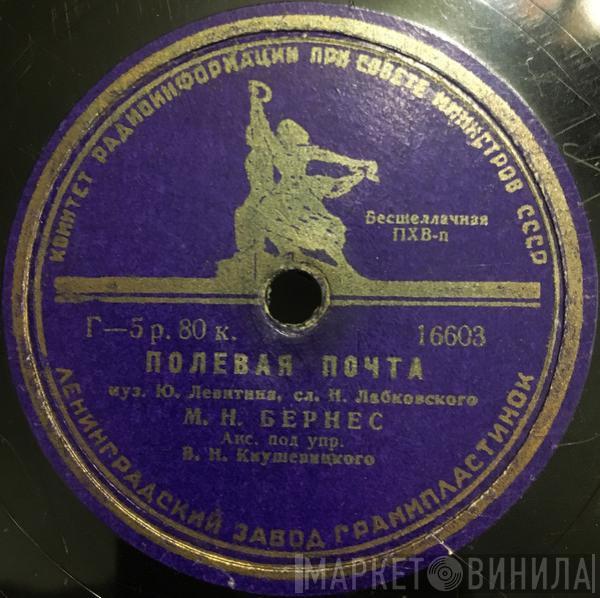 КОМИТЕТ РАДИОИНФОРМАЦИИ ПРИ СОВЕТЕ МИНИСТРОВ СССР
Бесшеллачная
ПХВ-п
Г—5 р. 80 к. 16603
ПОЛЕВАЯ ПОЧТА
муз. Ю. Левитина, сл. Н. Лабковского
М. Н. БЕРНЕС
Анс. под упр.
В. Н. Кнушевицкого
ЛЕНИНГРАДСКИЙ ЗАВОД ГРАМПЛАСТИНОК
МАРКЕТ ВИНИЛА